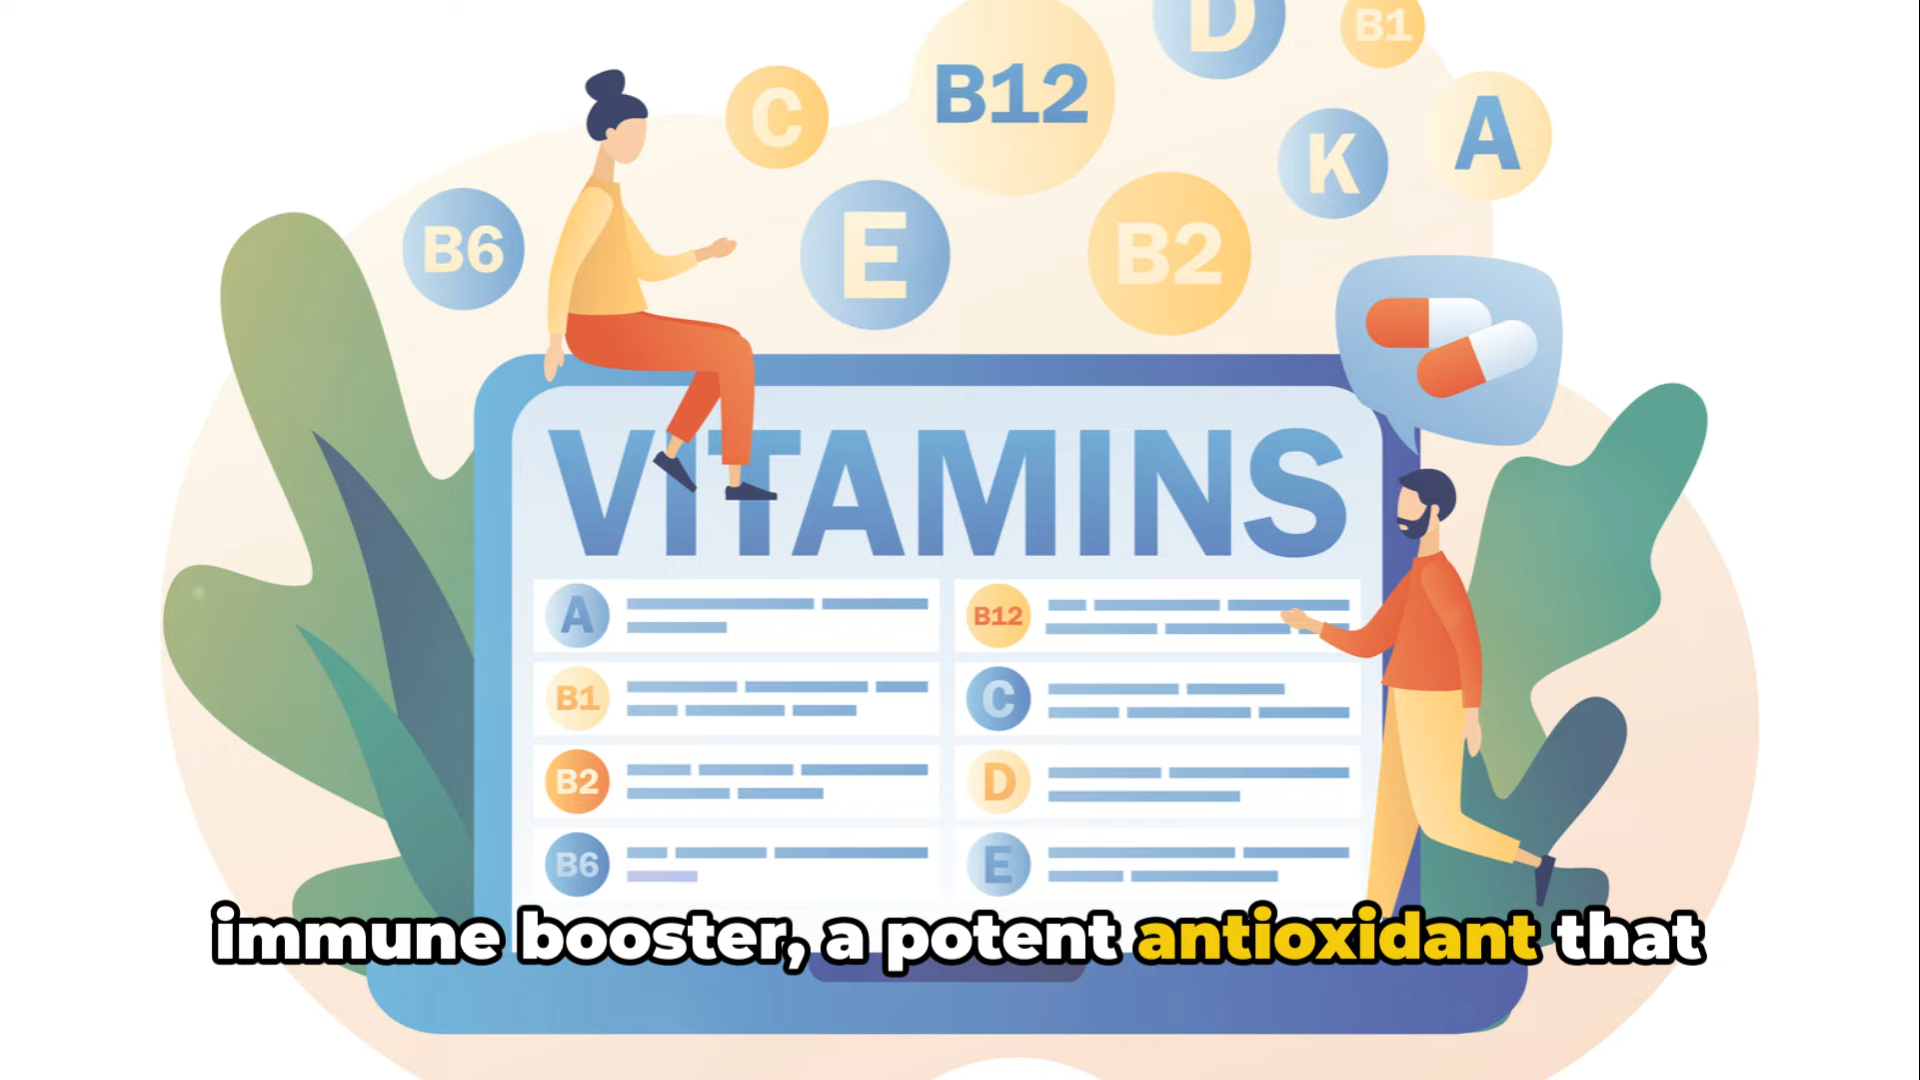 D
B1
B12
C
A
K
B6
E
B2
VITAMINS
A
B12
B1
C
B2
D
B6
E
immune booster, a potent antioxidant that